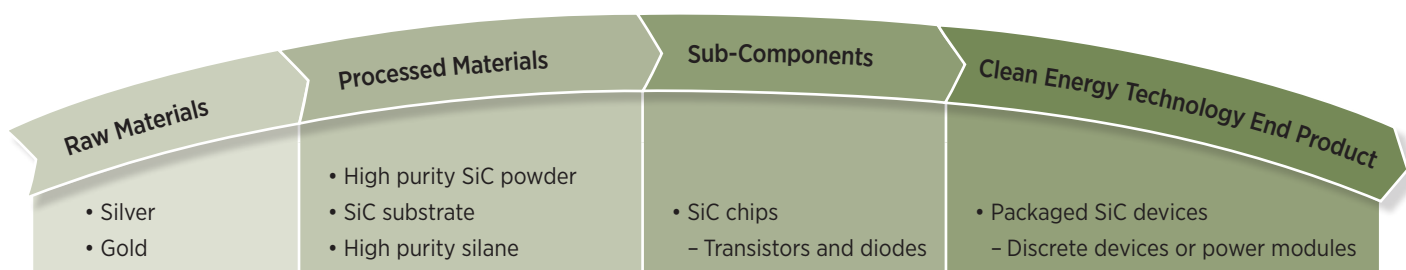 Raw Materials
Processed Materials
Sub-Components
Clean Energy Technology End Product
• Silver
• Gold
• High purity SiC powder
• SiC substrate
• High purity silane
• SiC chips
– Transistors and diodes
• Packaged SiC devices
– Discrete devices or power modules